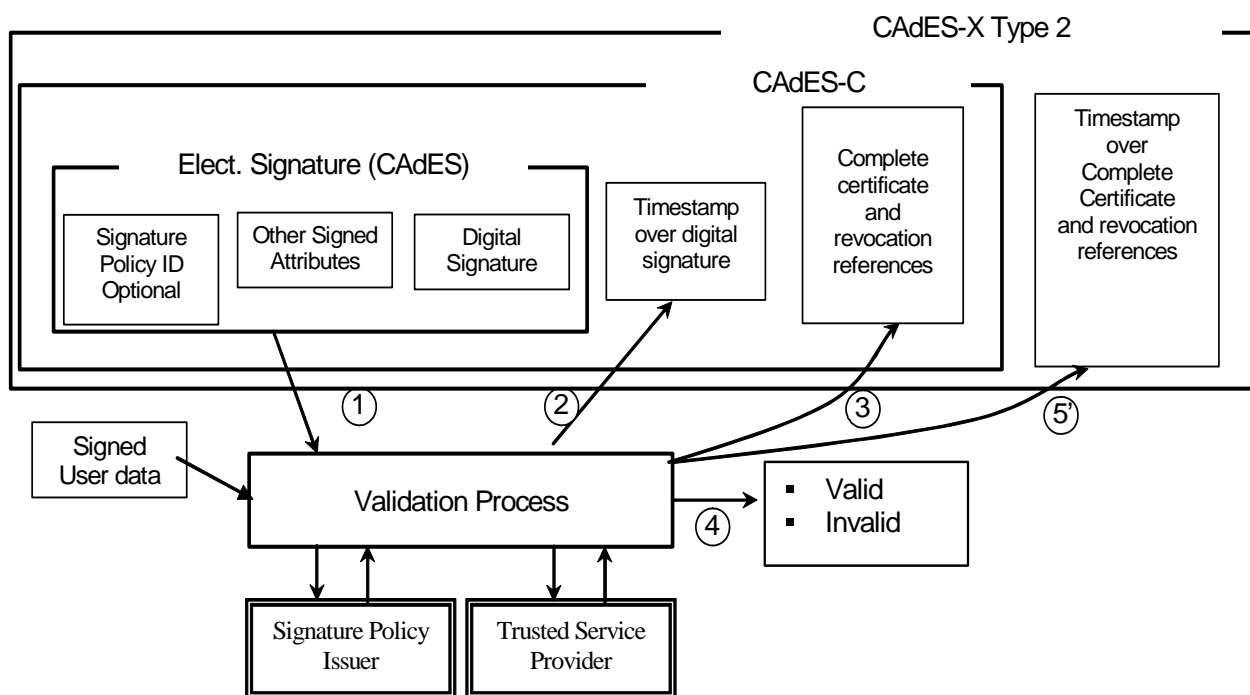 CAdES-X Type 2
CAdES-C
Elect. Signature (CAdES)
Signature
Policy ID
Optional
Other Signed
Attributes
Digital
Signature
Timestamp
over digital
signature
Complete
certificate
and
revocation
references
Timestamp
over
Complete
Certificate
and revocation
references
1
2
3
5’
Signed
User data
Validation Process
4
▪ Valid
▪ Invalid
Signature Policy
Issuer
Trusted Service
Provider